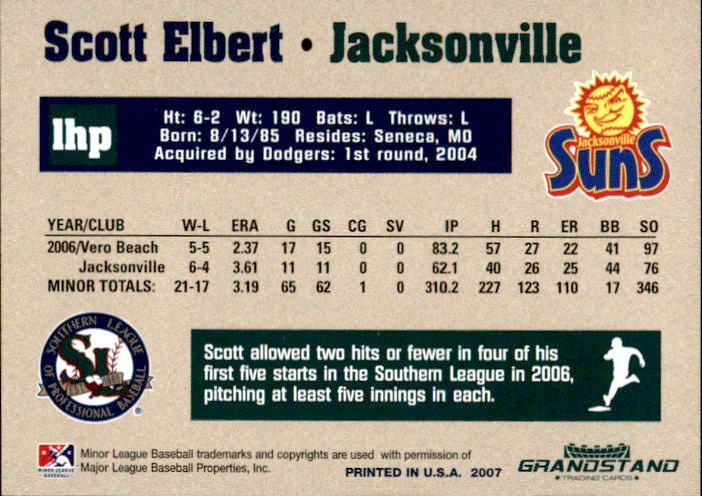 Scott Elbert • Jacksonville
lhp
Ht: 6-2 Wt: 190 Bats: L Throws: L
Born: 8/13/85 Resides: Seneca, MO
Acquired by Dodgers: 1st round, 2004
Jacksonville
SUNS
YEAR/CLUB W-L ERA G GS CG SV IP H R ER BB SO
2006/Vero Beach 5-5 2.37 17 15 0 0 83.2 57 27 22 41 97
Jacksonville 6-4 3.61 11 11 0 0 62.1 40 26 25 44 76
MINOR TOTALS: 21-17 3.19 65 62 1 0 310.2 227 123 110 17 346
SOUTHERN LEAGUE
SL
OF PROFESSIONAL BASEBALL
®
Scott allowed two hits or fewer in four of his
first five starts in the Southern League in 2006,
pitching at least five innings in each.
MINOR LEAGUE
BASEBALL
Minor League Baseball trademarks and copyrights are used with permission of
Major League Baseball Properties, Inc.
PRINTED IN U.S.A. 2007
GRANDSTAND
TRADING CARDS